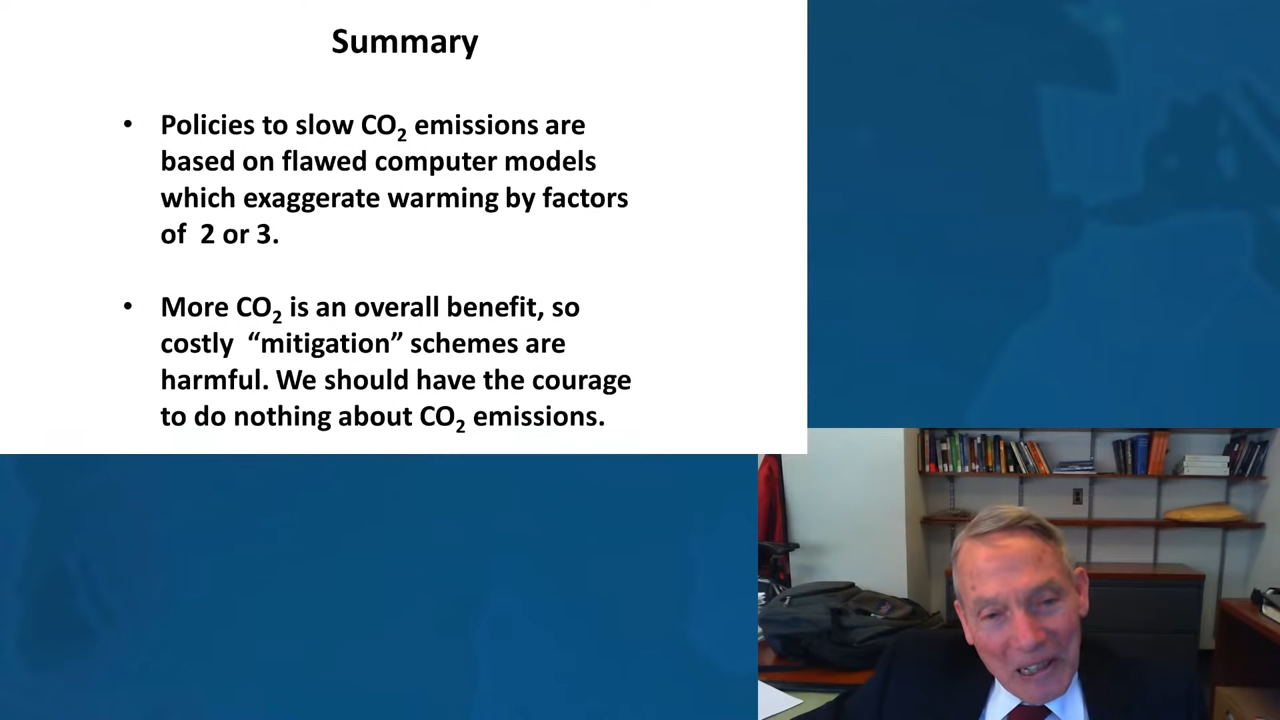 Summary
• Policies to slow CO₂ emissions are
based on flawed computer models
which exaggerate warming by factors
of  2 or 3.
• More CO₂ is an overall benefit, so
costly  “mitigation” schemes are
harmful. We should have the courage
to do nothing about CO₂ emissions.